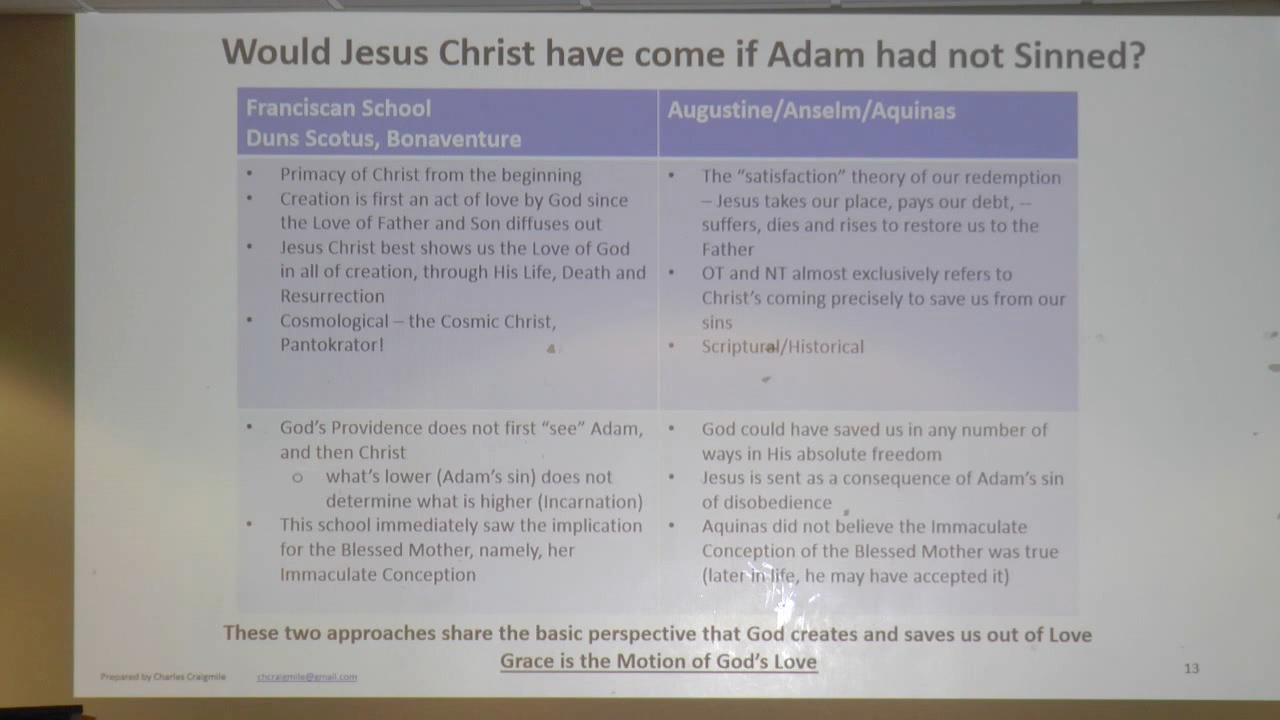 Would Jesus Christ have come if Adam had not Sinned?
Franciscan School
Duns Scotus, Bonaventure
Augustine/Anselm/Aquinas
• Primacy of Christ from the beginning
• Creation is first an act of love by God since
the Love of Father and Son diffuses out
• Jesus Christ best shows us the Love of God
in all of creation, through His Life, Death and
Resurrection
• Cosmological – the Cosmic Christ,
Pantokrator!
• The “satisfaction” theory of our redemption
– Jesus takes our place, pays our debt, –
suffers, dies and rises to restore us to the
Father
• OT and NT almost exclusively refers to
Christ’s coming precisely to save us from our
sins
• Scriptural/Historical
• God’s Providence does not first “see” Adam,
and then Christ
o what’s lower (Adam’s sin) does not
determine what is higher (Incarnation)
• This school immediately saw the implication
for the Blessed Mother, namely, her
Immaculate Conception
• God could have saved us in any number of
ways in His absolute freedom
• Jesus is sent as a consequence of Adam’s sin
of disobedience
• Aquinas did not believe the Immaculate
Conception of the Blessed Mother was true
(later in life, he may have accepted it)
These two approaches share the basic perspective that God creates and saves us out of Love
Grace is the Motion of God’s Love
Prepared by Charles Craigmile chcraigmile@gmail.com
13